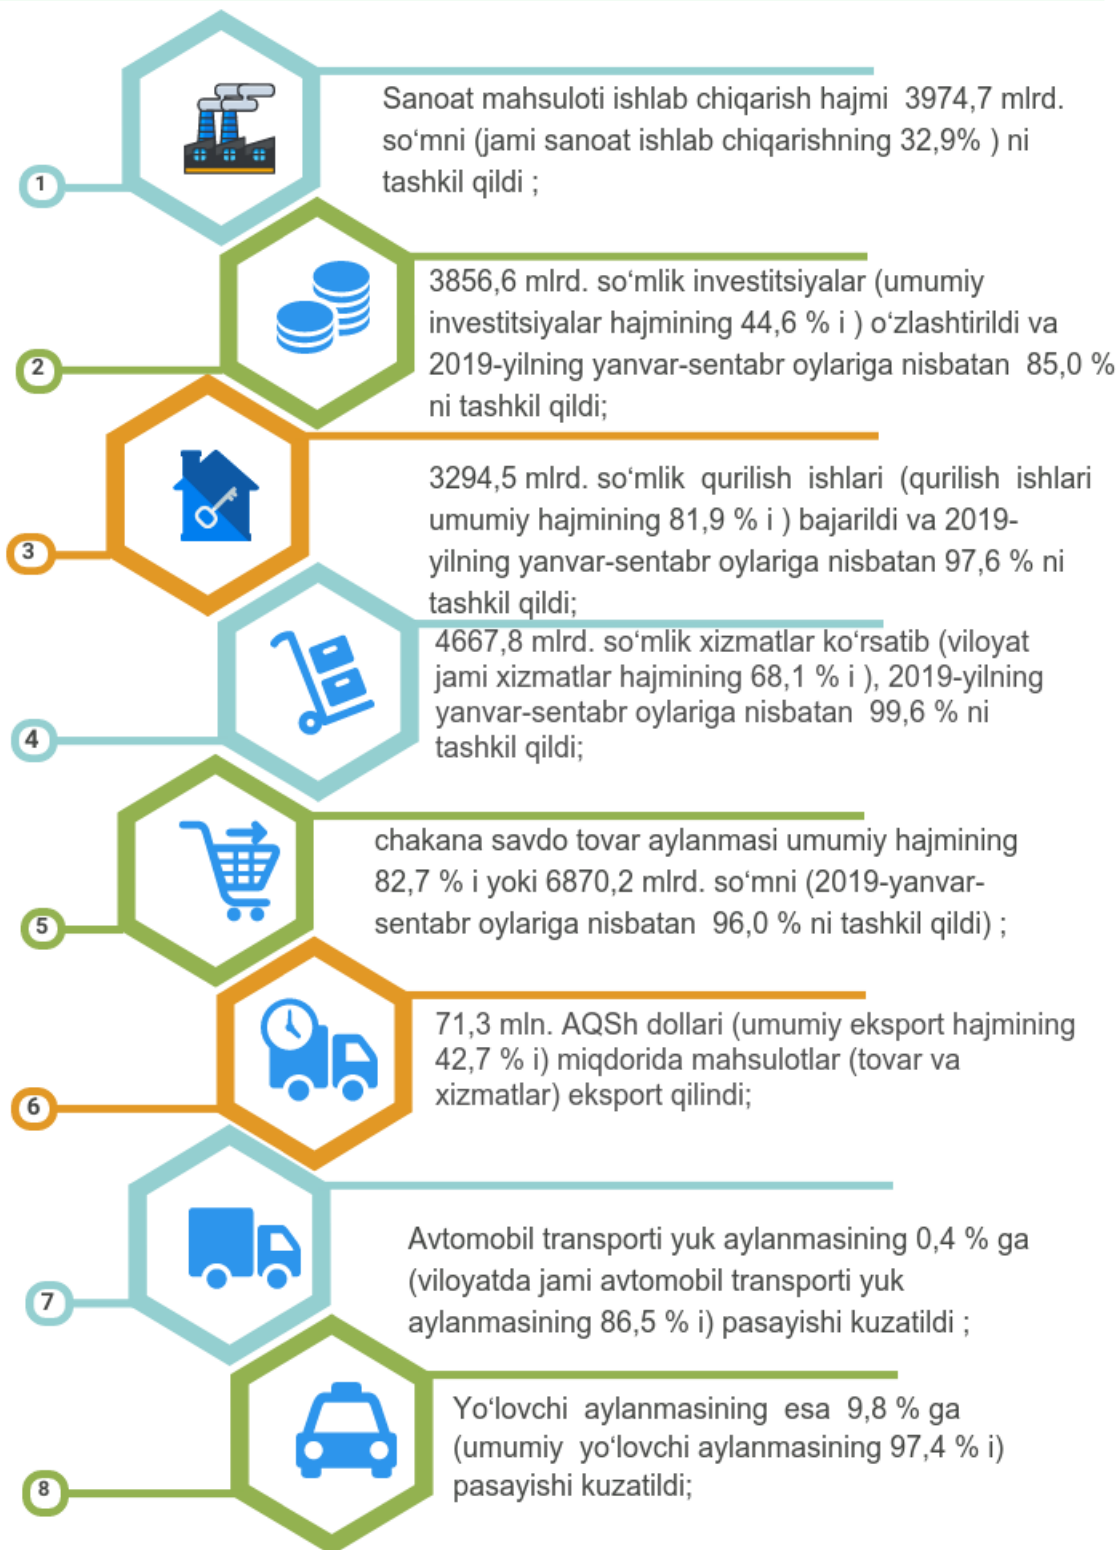 1
Sanoat mahsuloti ishlab chiqarish hajmi 3974,7 mlrd.
so‘mni (jami sanoat ishlab chiqarishning 32,9% ) ni
tashkil qildi ;
2
3856,6 mlrd. so‘mlik investitsiyalar (umumiy
investitsiyalar hajmining 44,6 % i ) o‘zlashtirildi va
2019-yilning yanvar-sentabr oylariga nisbatan 85,0 %
ni tashkil qildi;
3
3294,5 mlrd. so‘mlik qurilish ishlari (qurilish ishlari
umumiy hajmining 81,9 % i ) bajarildi va 2019-
yilning yanvar-sentabr oylariga nisbatan 97,6 % ni
tashkil qildi;
4
4667,8 mlrd. so‘mlik xizmatlar ko‘rsatib (viloyat
jami xizmatlar hajmining 68,1 % i ), 2019-yilning
yanvar-sentabr oylariga nisbatan 99,6 % ni
tashkil qildi;
5
chakana savdo tovar aylanmasi umumiy hajmining
82,7 % i yoki 6870,2 mlrd. so‘mni (2019-yanvar-
sentabr oylariga nisbatan 96,0 % ni tashkil qildi) ;
6
71,3 mln. AQSh dollari (umumiy eksport hajmining
42,7 % i) miqdorida mahsulotlar (tovar va
xizmatlar) eksport qilindi;
7
Avtomobil transporti yuk aylanmasining 0,4 % ga
(viloyatda jami avtomobil transporti yuk
aylanmasining 86,5 % i) pasayishi kuzatildi ;
8
Yo‘lovchi aylanmasining esa 9,8 % ga
(umumiy yo‘lovchi aylanmasining 97,4 % i)
pasayishi kuzatildi;